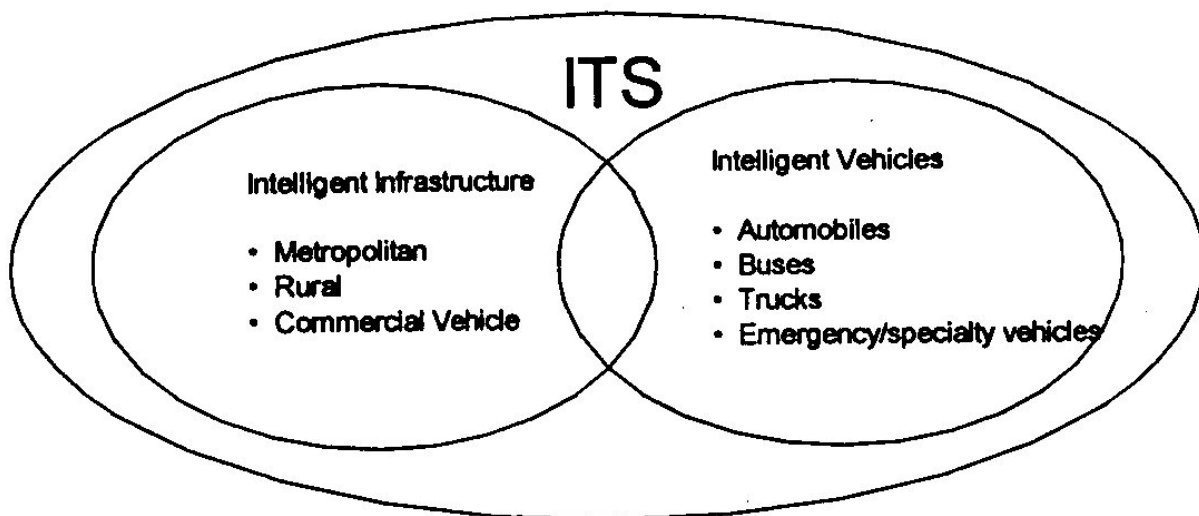 ITS
Intelligent Infrastructure
• Metropolitan
• Rural
• Commercial Vehicle
Intelligent Vehicles
• Automobiles
• Buses
• Trucks
• Emergency/specialty vehicles